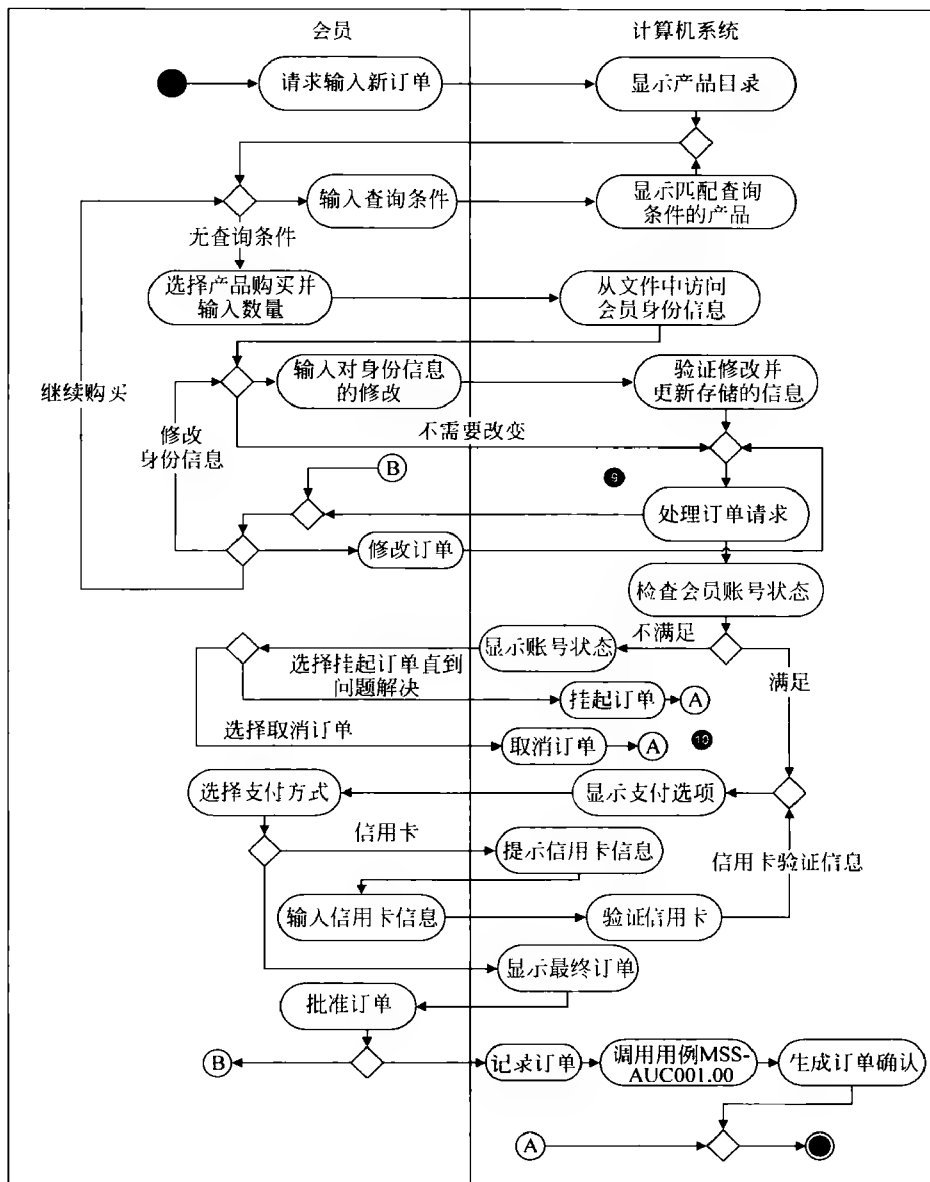 会员
计算机系统
请求输入新订单
显示产品目录
输入查询条件
显示匹配查询
条件的产品
无查询条件
选择产品购买并
输入数量
从文件中访问
会员身份信息
继续购买
输入对身份信息
的修改
验证修改并
更新存储的信息
修改
身份信息
不需要改变
B
9
处理订单请求
修改订单
检查会员账号状态
不满足
显示账号状态
选择挂起订单直到
问题解决
满足
挂起订单
A
选择取消订单
取消订单
A
10
选择支付方式
显示支付选项
信用卡
提示信用卡信息
信用卡验证信息
输入信用卡信息
验证信用卡
显示最终订单
批准订单
B
记录订单
调用用例MSS-
AUC001.00
生成订单确认
A